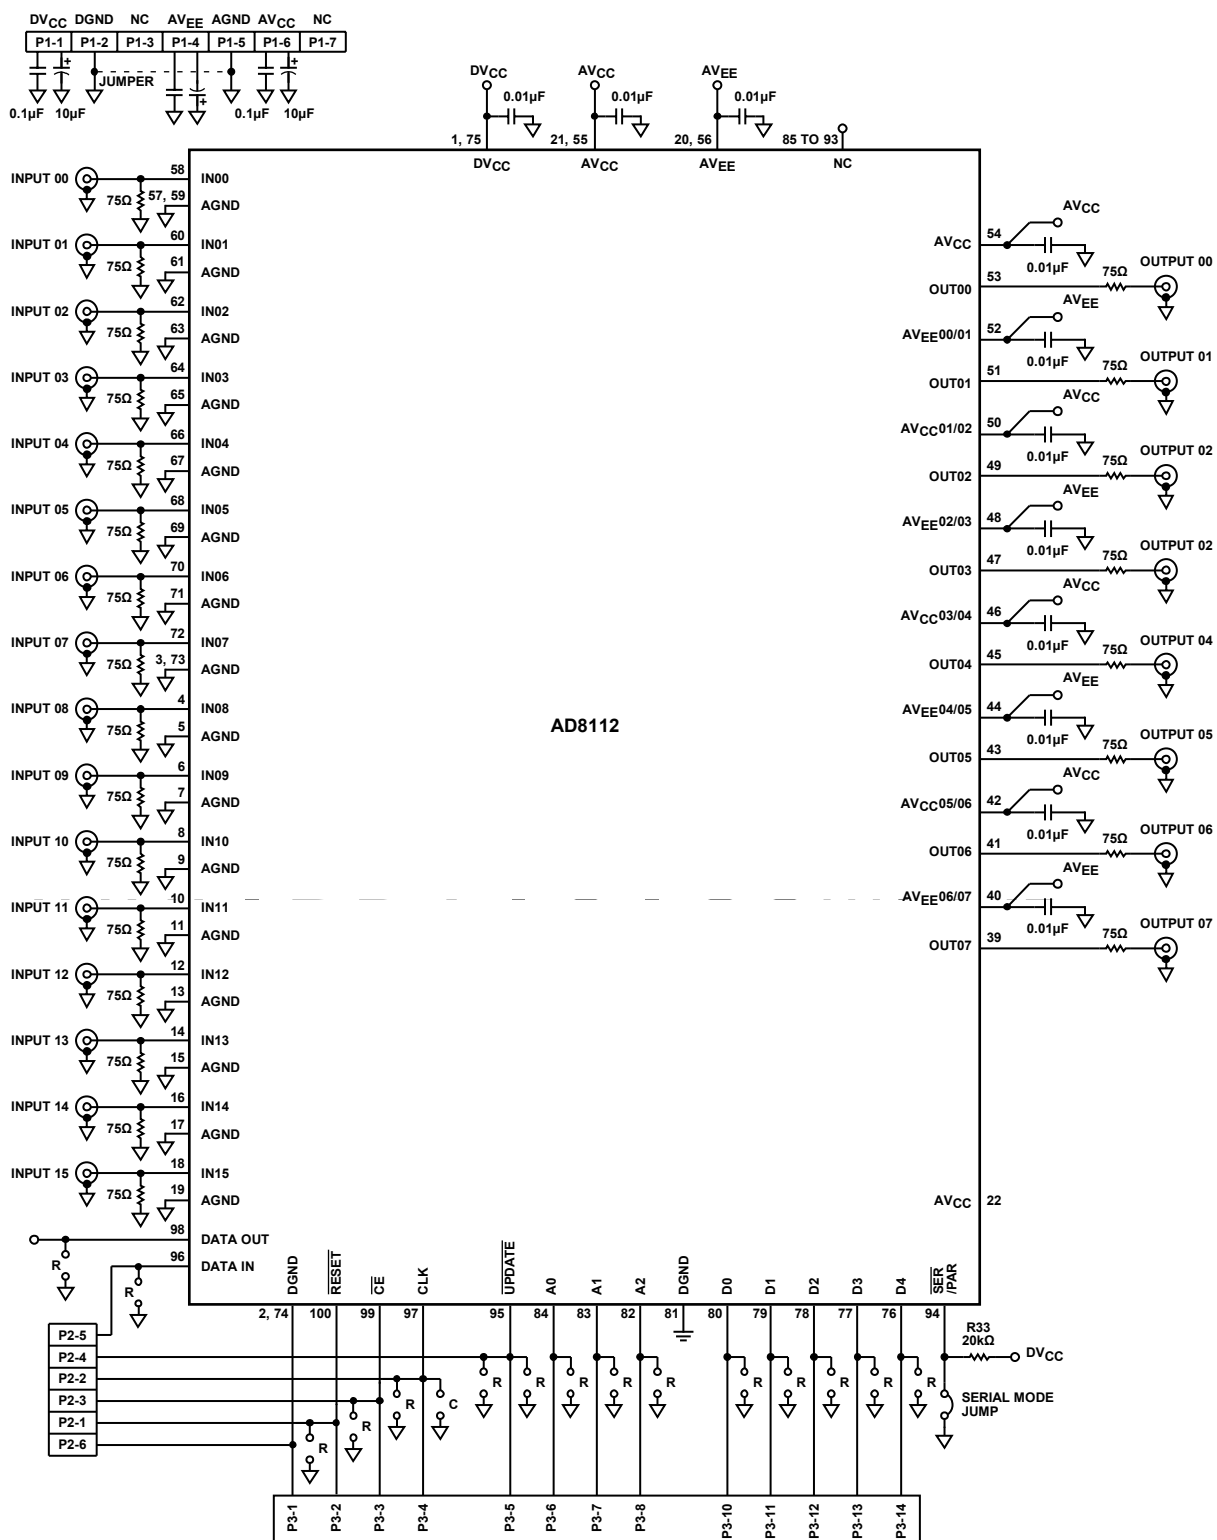 DVCC DGND NC AVEE AGND AVCC NC
P1-1 P1-2 P1-3 P1-4 P1-5 P1-6 P1-7
JUMPER
0.1µF 10µF 0.1µF 10µF
DVCC AVCC AVEE
0.01µF 0.01µF 0.01µF
1, 75 21, 55 20, 56 85 TO 93
DVCC AVCC AVEE NC
INPUT 00 58 IN00
75Ω 57, 59 AGND
INPUT 01 60 IN01
75Ω 61 AGND
INPUT 02 62 IN02
75Ω 63 AGND
INPUT 03 64 IN03
75Ω 65 AGND
INPUT 04 66 IN04
75Ω 67 AGND
INPUT 05 68 IN05
75Ω 69 AGND
INPUT 06 70 IN06
75Ω 71 AGND
INPUT 07 72 IN07
75Ω 3, 73 AGND
INPUT 08 4 IN08
75Ω 5 AGND
INPUT 09 6 IN09
75Ω 7 AGND
INPUT 10 8 IN10
75Ω 9 AGND
INPUT 11 10 IN11
75Ω 11 AGND
INPUT 12 12 IN12
75Ω 13 AGND
INPUT 13 14 IN13
75Ω 15 AGND
INPUT 14 16 IN14
75Ω 17 AGND
INPUT 15 18 IN15
75Ω 19 AGND
98 DATA OUT
R
96 DATA IN
R
AD8112
AVCC
AVCC 54
0.01µF
OUT00 53 75Ω OUTPUT 00
AVEE
AVEE00/01 52
0.01µF
OUT01 51 75Ω OUTPUT 01
AVCC
AVCC01/02 50
0.01µF
OUT02 49 75Ω OUTPUT 02
AVEE
AVEE02/03 48
0.01µF
OUT03 47 75Ω OUTPUT 02
AVCC
AVCC03/04 46
0.01µF
OUT04 45 75Ω OUTPUT 04
AVEE
AVEE04/05 44
0.01µF
OUT05 43 75Ω OUTPUT 05
AVCC
AVCC05/06 42
0.01µF
OUT06 41 75Ω OUTPUT 06
AVEE
AVEE06/07 40
0.01µF
OUT07 39 75Ω OUTPUT 07
AVCC 22
DGND RESET CE CLK UPDATE A0 A1 A2 DGND D0 D1 D2 D3 D4 SER
/PAR
2, 74 100 99 97 95 84 83 82 81 80 79 78 77 76 94
R33
20kΩ
DVCC
P2-5
P2-4
P2-2
P2-3
P2-1
P2-6
R R R C R R R R R R R R R R
SERIAL MODE
JUMP
P3-1 P3-2 P3-3 P3-4 P3-5 P3-6 P3-7 P3-8 P3-10 P3-11 P3-12 P3-13 P3-14